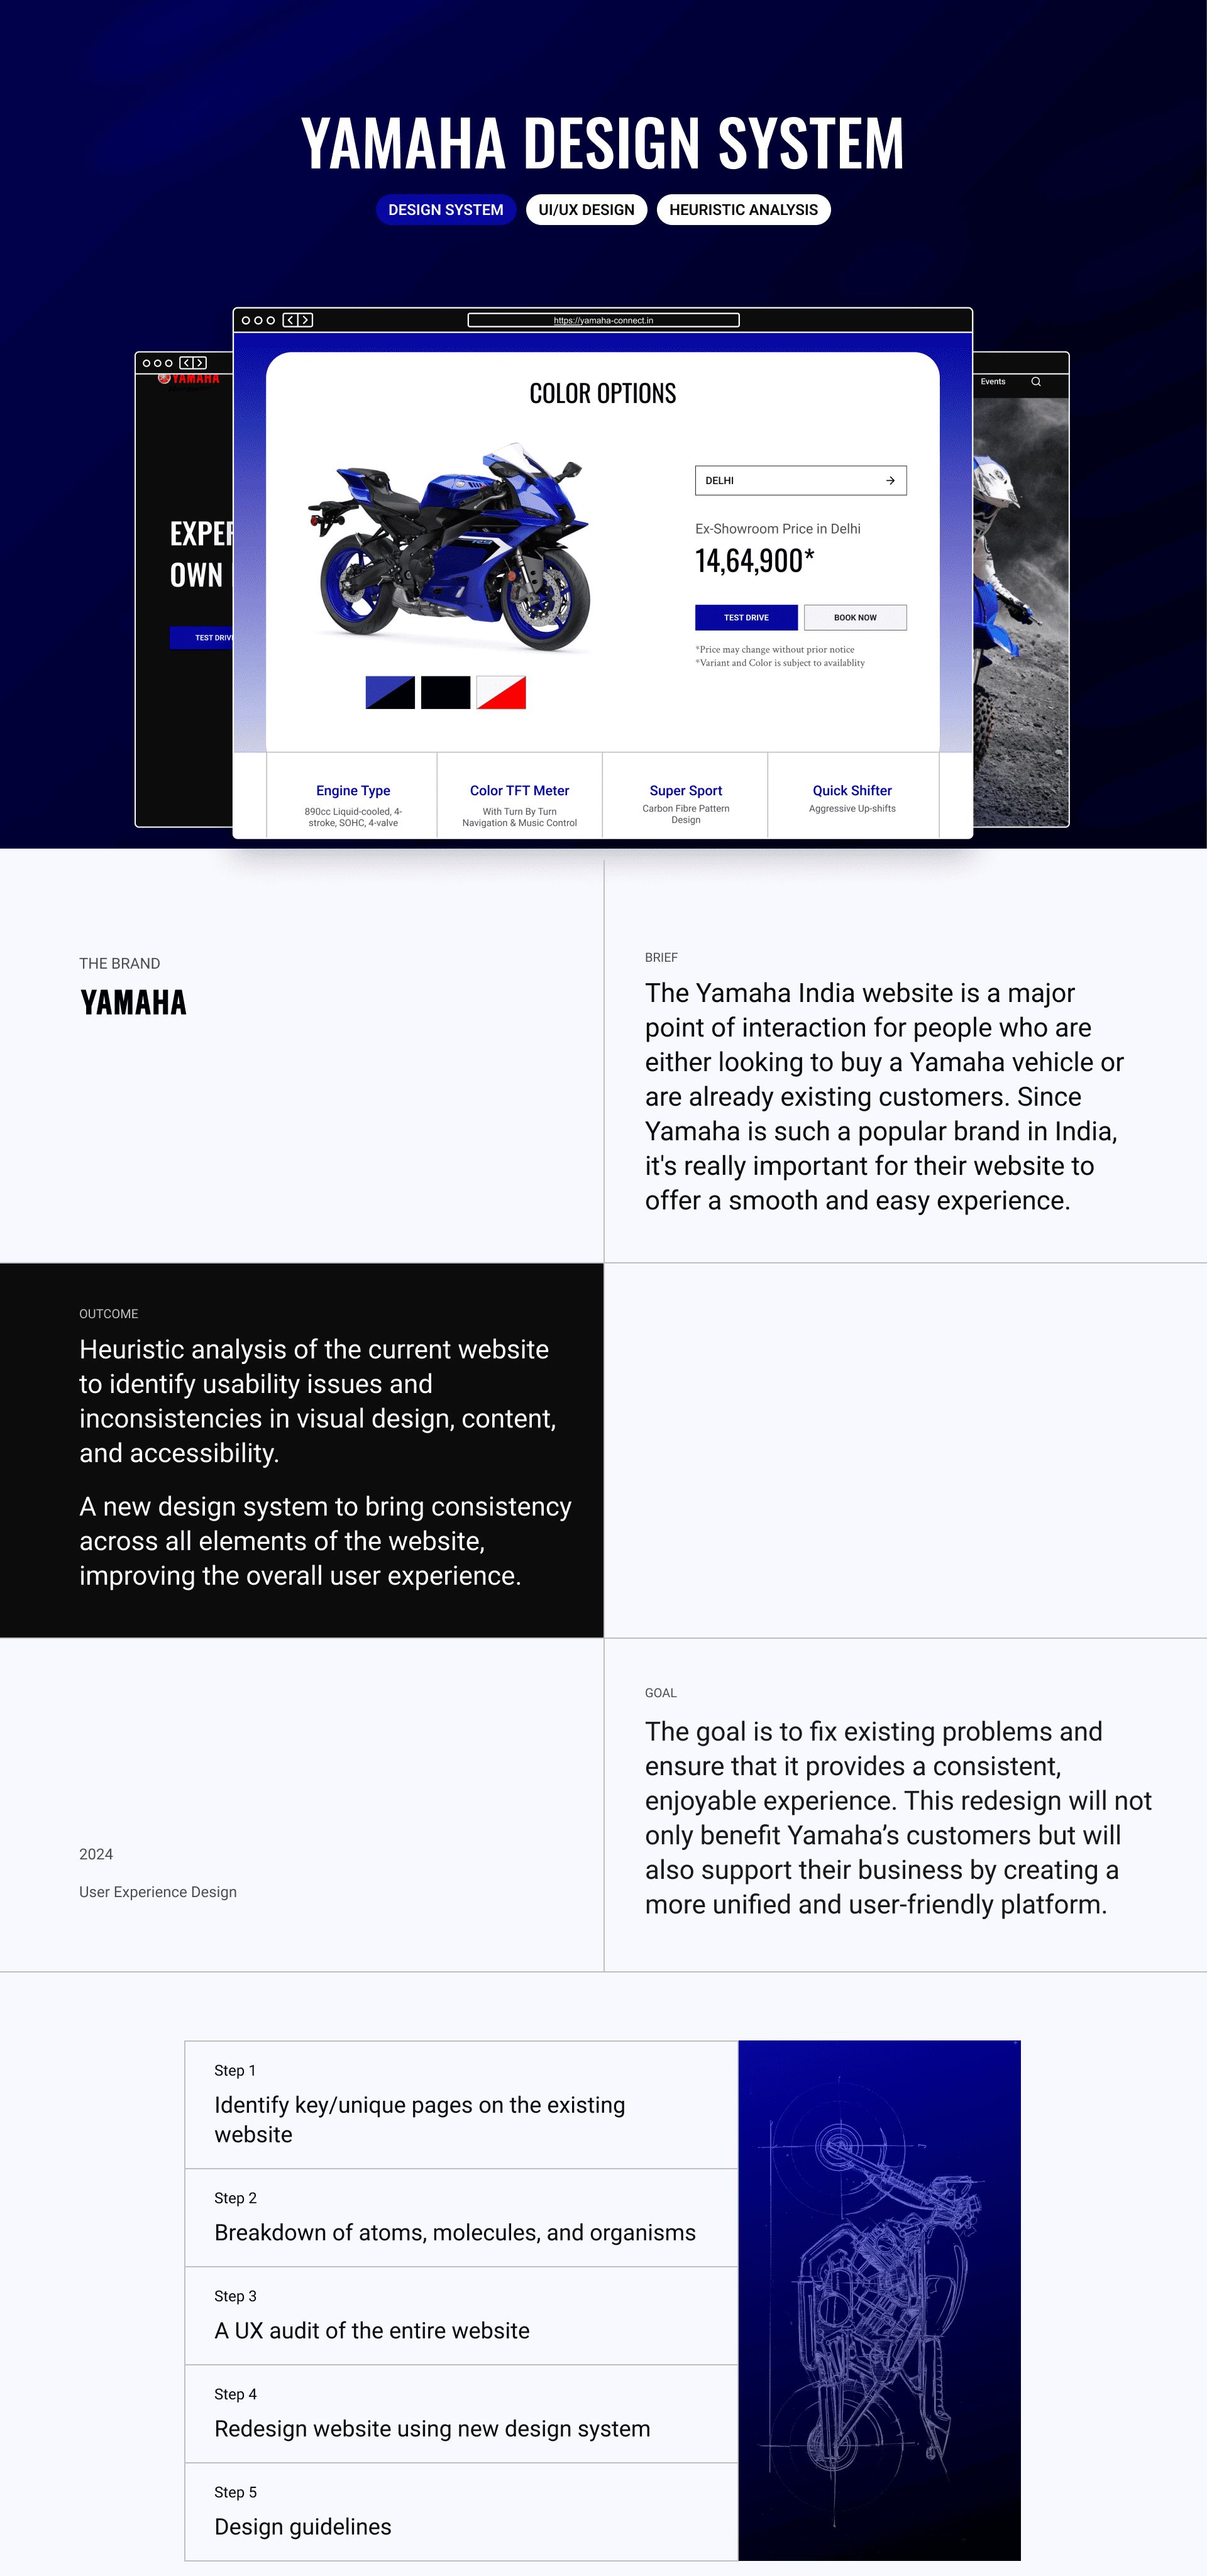 YAMAHA DESIGN SYSTEM
DESIGN SYSTEM
UI/UX DESIGN
HEURISTIC ANALYSIS
https://yamaha-connect.in
YAMAHA
EXPER
OWN
TEST DRIV
Events
COLOR OPTIONS
DELHI
Ex-Showroom Price in Delhi
14,64,900*
TEST DRIVE
BOOK NOW
*Price may change without prior notice
*Variant and Color is subject to availablity
Engine Type
890cc Liquid-cooled, 4-
stroke, SOHC, 4-valve
Color TFT Meter
With Turn By Turn
Navigation & Music Control
Super Sport
Carbon Fibre Pattern
Design
Quick Shifter
Aggressive Up-shifts
THE BRAND
YAMAHA
BRIEF
The Yamaha India website is a major
point of interaction for people who are
either looking to buy a Yamaha vehicle or
are already existing customers. Since
Yamaha is such a popular brand in India,
it's really important for their website to
offer a smooth and easy experience.
OUTCOME
Heuristic analysis of the current website
to identify usability issues and
inconsistencies in visual design, content,
and accessibility.
A new design system to bring consistency
across all elements of the website,
improving the overall user experience.
2024
User Experience Design
GOAL
The goal is to fix existing problems and
ensure that it provides a consistent,
enjoyable experience. This redesign will not
only benefit Yamaha’s customers but will
also support their business by creating a
more unified and user-friendly platform.
Step 1
Identify key/unique pages on the existing
website
Step 2
Breakdown of atoms, molecules, and organisms
Step 3
A UX audit of the entire website
Step 4
Redesign website using new design system
Step 5
Design guidelines